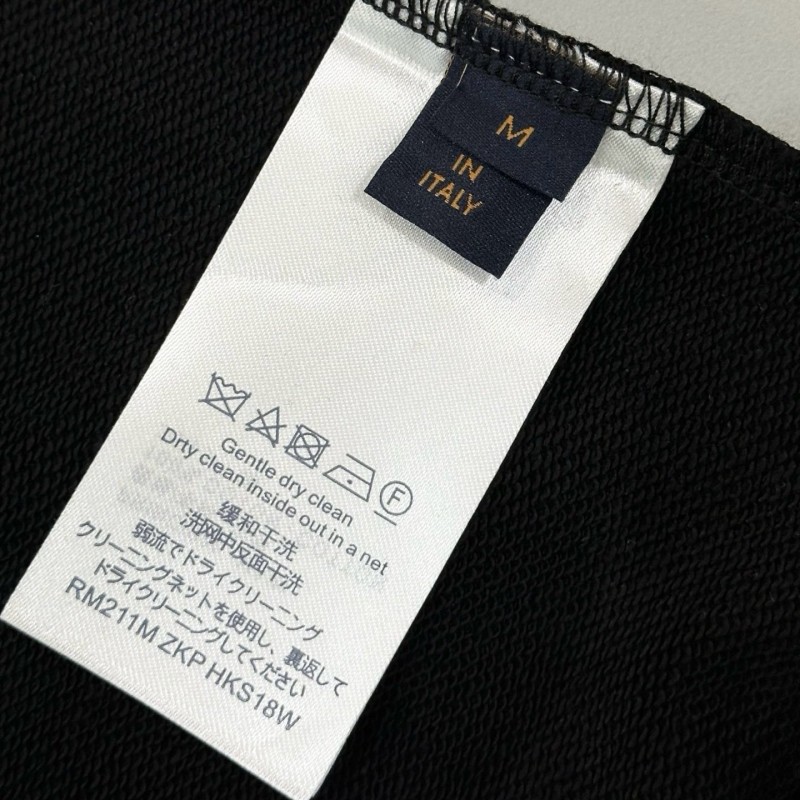 M
IN
ITALY
F
Gentle dry clean
Drty clean inside out in a net
缓和干洗
洗网中反面干洗
弱流でドライクリーニング
クリーニングネットを使用し、裏返して
ドライクリーニングしてください
RM211M ZKP HKS18W